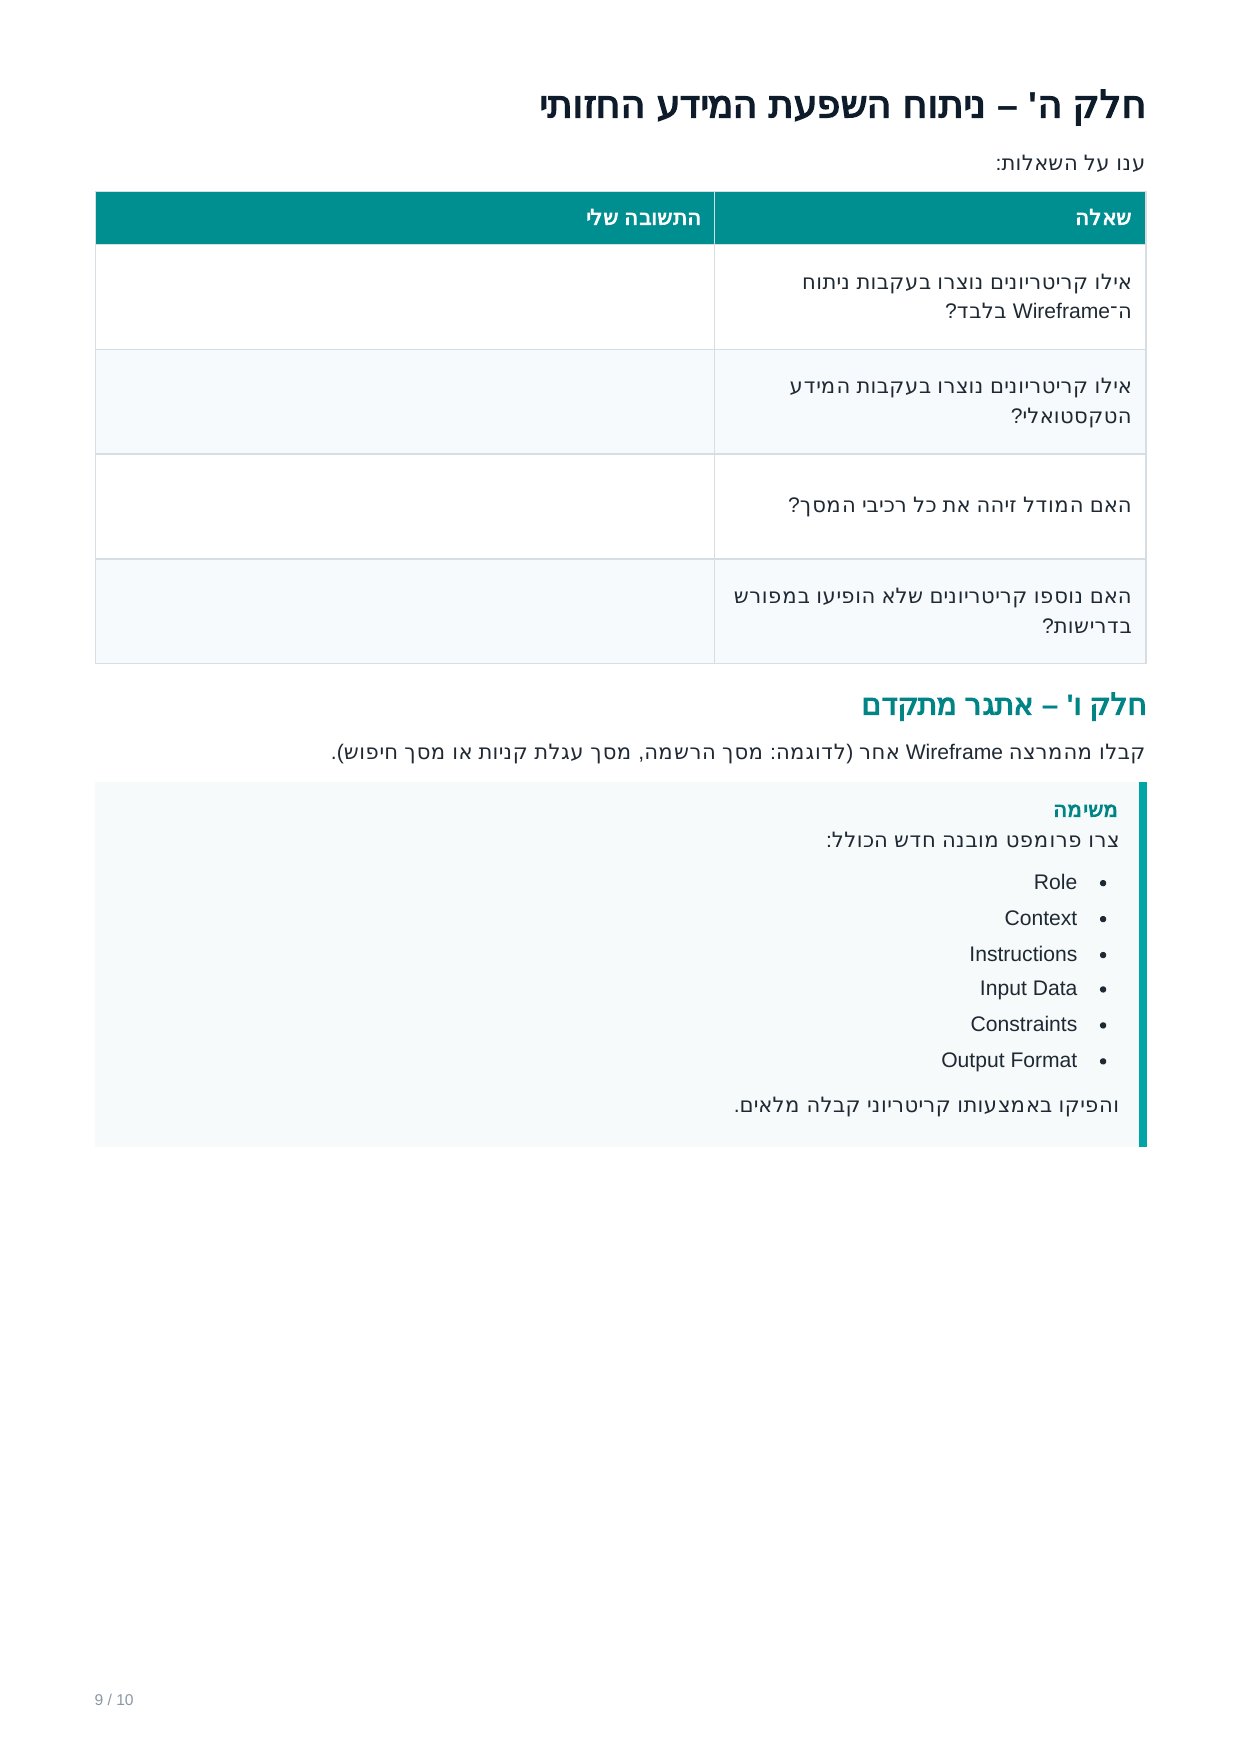 חלק ה' – ניתוח השפעת המידע החזותי
ענו על השאלות:
שאלה
התשובה שלי
אילו קריטריונים נוצרו בעקבות ניתוח
ה־Wireframe בלבד?
אילו קריטריונים נוצרו בעקבות המידע
הטקסטואלי?
האם המודל זיהה את כל רכיבי המסך?
האם נוספו קריטריונים שלא הופיעו במפורש
בדרישות?
חלק ו' – אתגר מתקדם
קבלו מהמרצה Wireframe אחר (לדוגמה: מסך הרשמה, מסך עגלת קניות או מסך חיפוש).
משימה
צרו פרומפט מובנה חדש הכולל:
• Role
• Context
• Instructions
• Input Data
• Constraints
• Output Format
והפיקו באמצעותו קריטריוני קבלה מלאים.
9 / 10